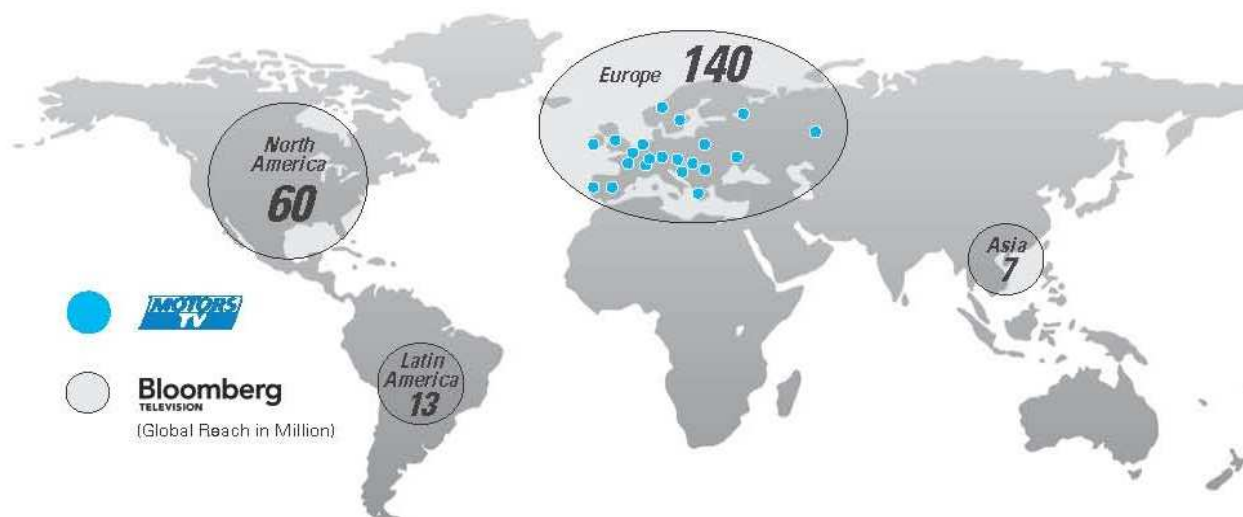 Europe 140
North
America
60
Asia
7
MOTORS
TV
Latin
America
13
Bloomberg
TELEVISION
(Global Reach in Million)